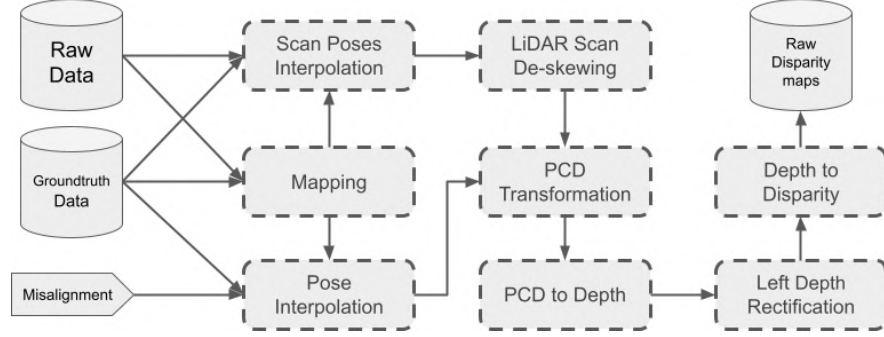 Raw
Data
Scan Poses
Interpolation
LiDAR Scan
De-skewing
Raw
Disparity
maps
Groundtruth
Data
Mapping
PCD
Transformation
Depth to
Disparity
Misalignment
Pose
Interpolation
PCD to Depth
Left Depth
Rectification